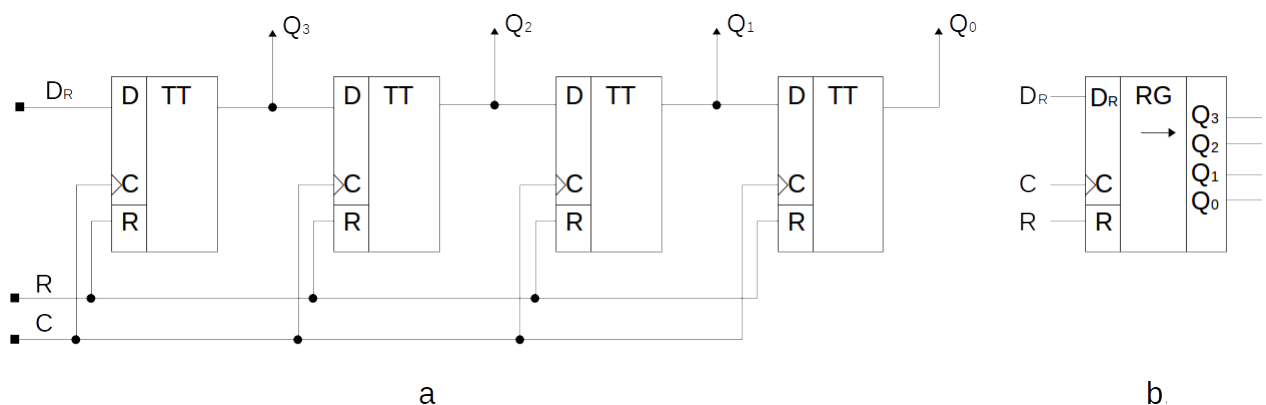 Q3 Q2 Q1 Q0
DR D TT D TT D TT D TT DR DR RG Q3
Q2
C C C C C C Q1
R R R R R R Q0
R
C
a b.